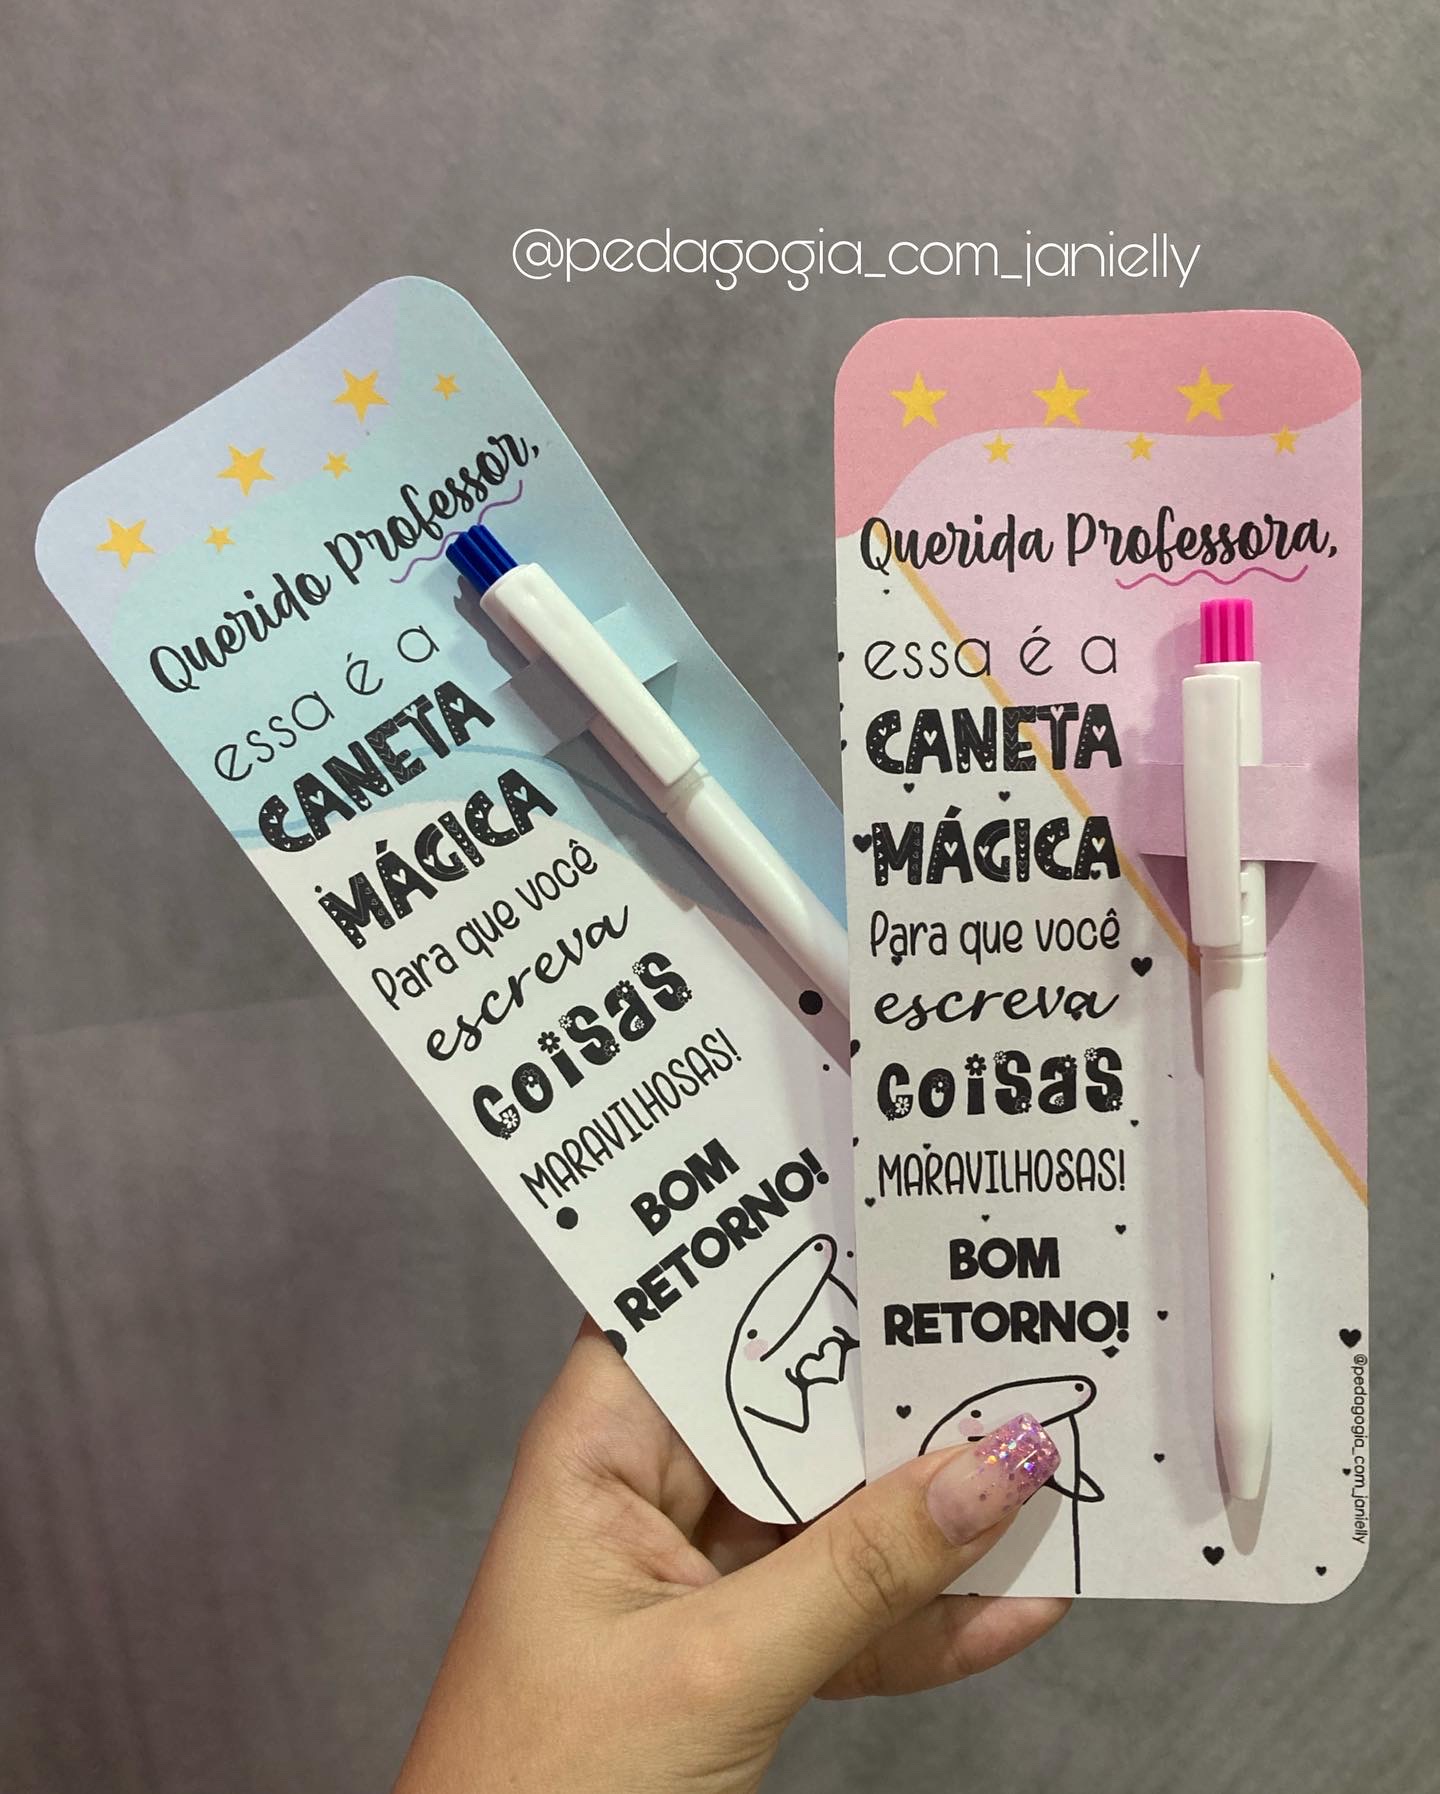 @pedagogia_com_janielly
Querido Professor,
essa é a
CANETA
MÁGICA
Para que você
escreva
coisas
MARAVILHOSAS!
BOM
RETORNO!
Querida Professora,
essa é a
CANETA
MÁGICA
Para que você
escreva
coisas
MARAVILHOSAS!
BOM
RETORNO!
@pedagogia_com_janielly